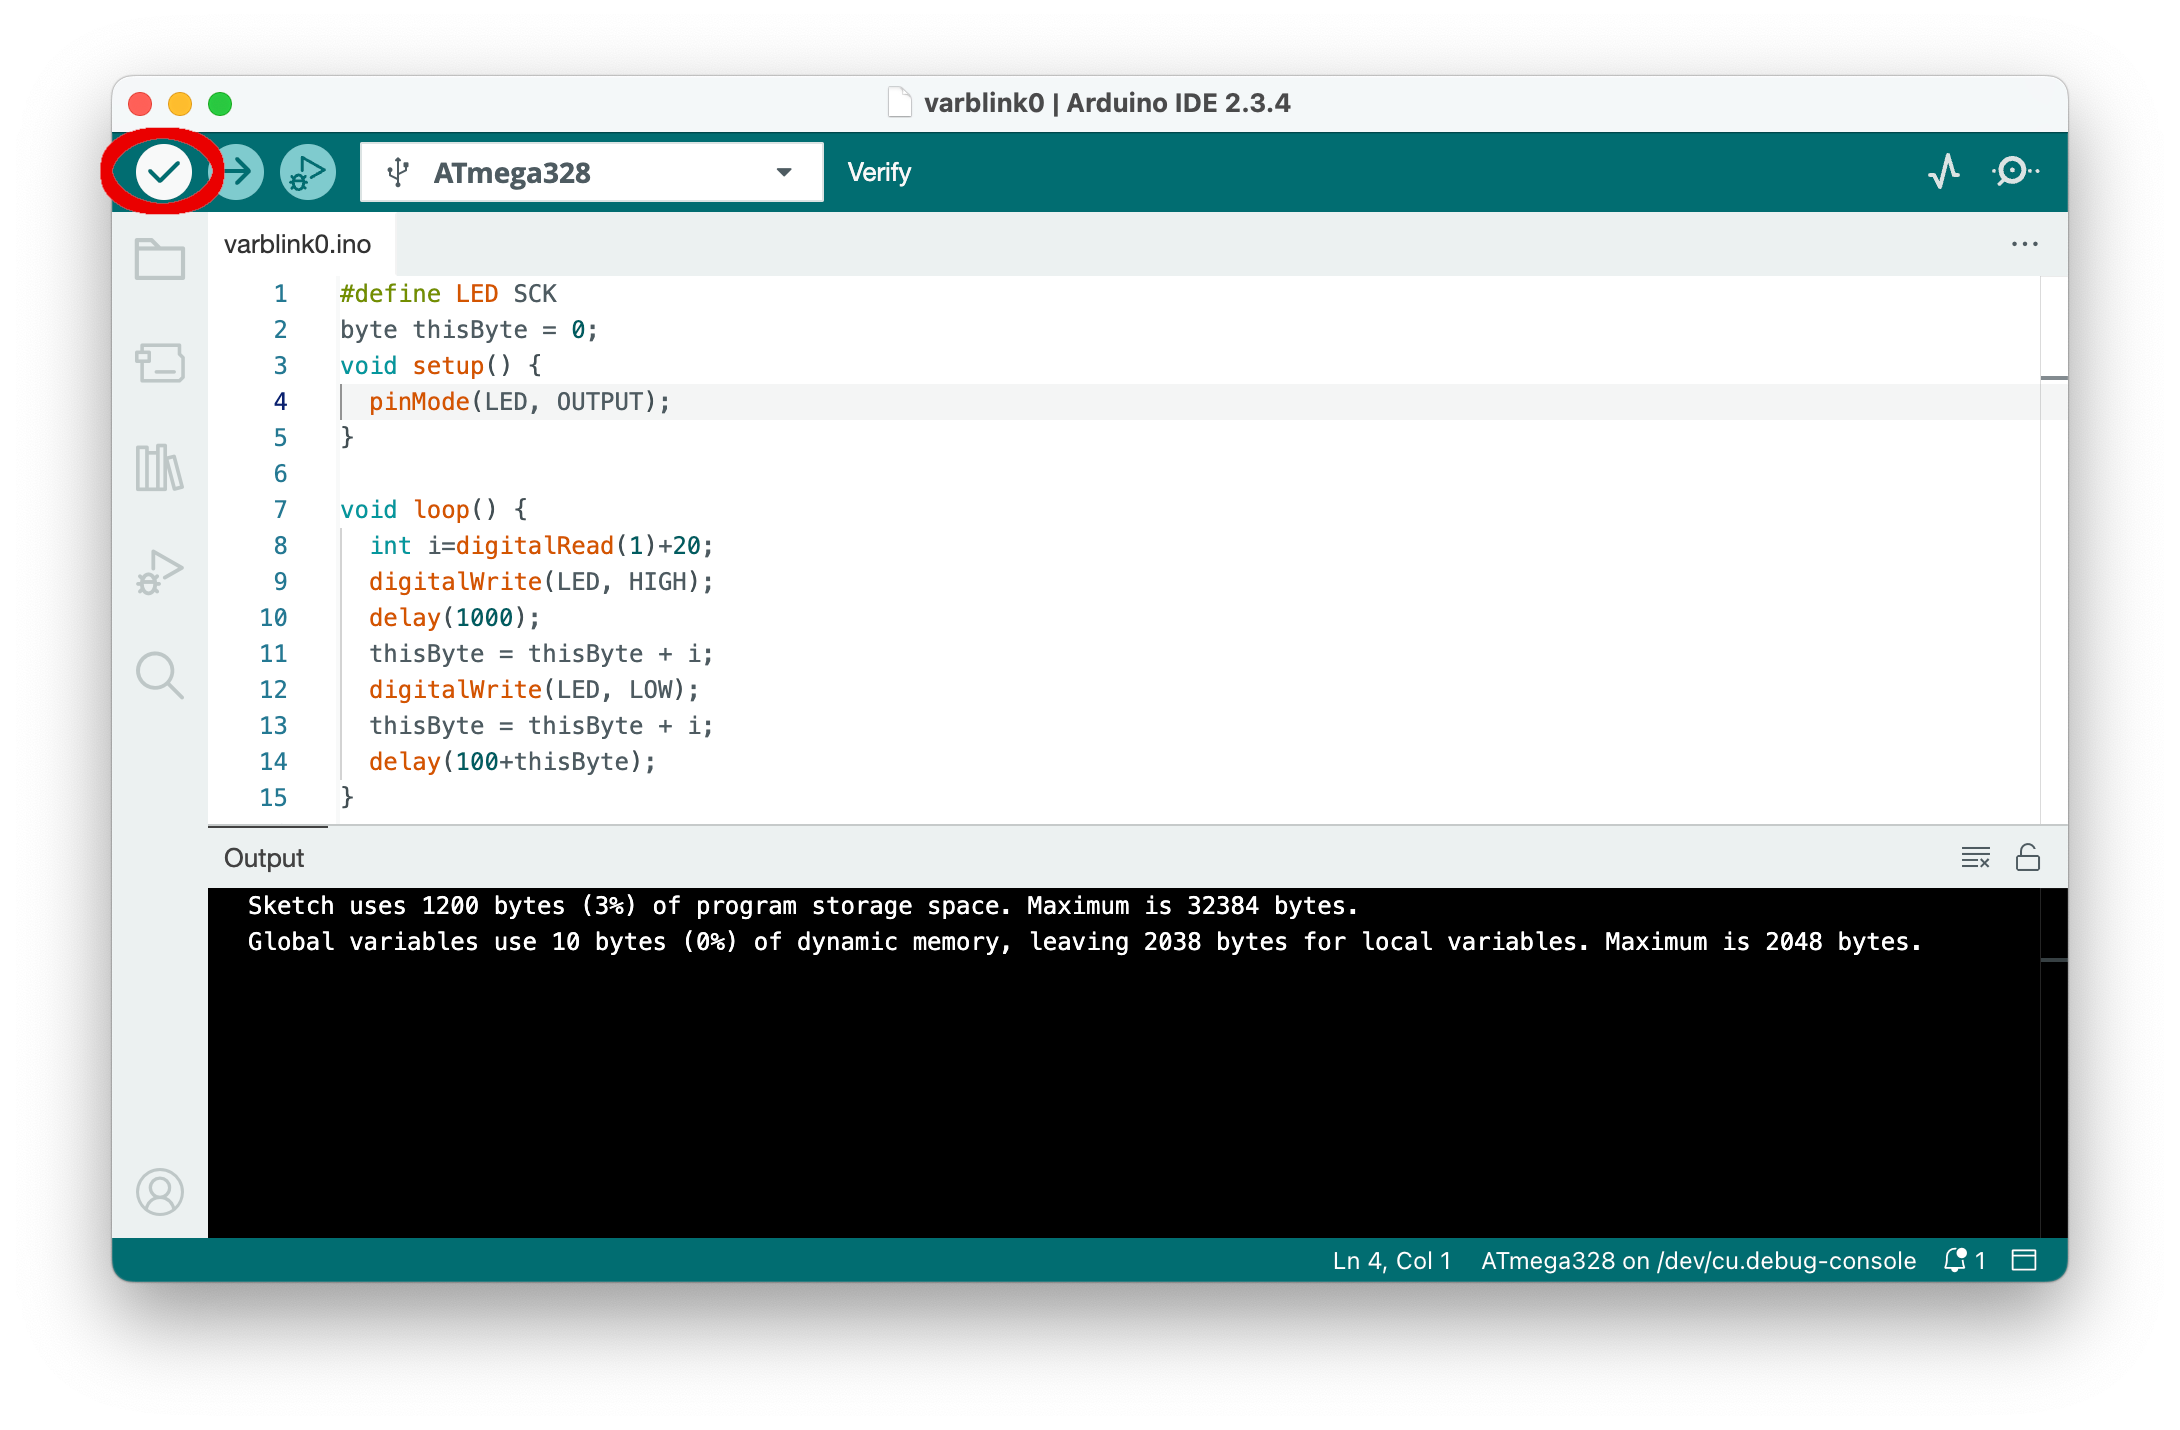 varblink0 | Arduino IDE 2.3.4
ATmega328
Verify
varblink0.ino
1 #define LED SCK
2 byte thisByte = 0;
3 void setup() {
4   pinMode(LED, OUTPUT);
5 }
6
7 void loop() {
8   int i=digitalRead(1)+20;
9   digitalWrite(LED, HIGH);
10   delay(1000);
11   thisByte = thisByte + i;
12   digitalWrite(LED, LOW);
13   thisByte = thisByte + i;
14   delay(100+thisByte);
15 }
Output
Sketch uses 1200 bytes (3%) of program storage space. Maximum is 32384 bytes.
Global variables use 10 bytes (0%) of dynamic memory, leaving 2038 bytes for local variables. Maximum is 2048 bytes.
Ln 4, Col 1 ATmega328 on /dev/cu.debug-console 1